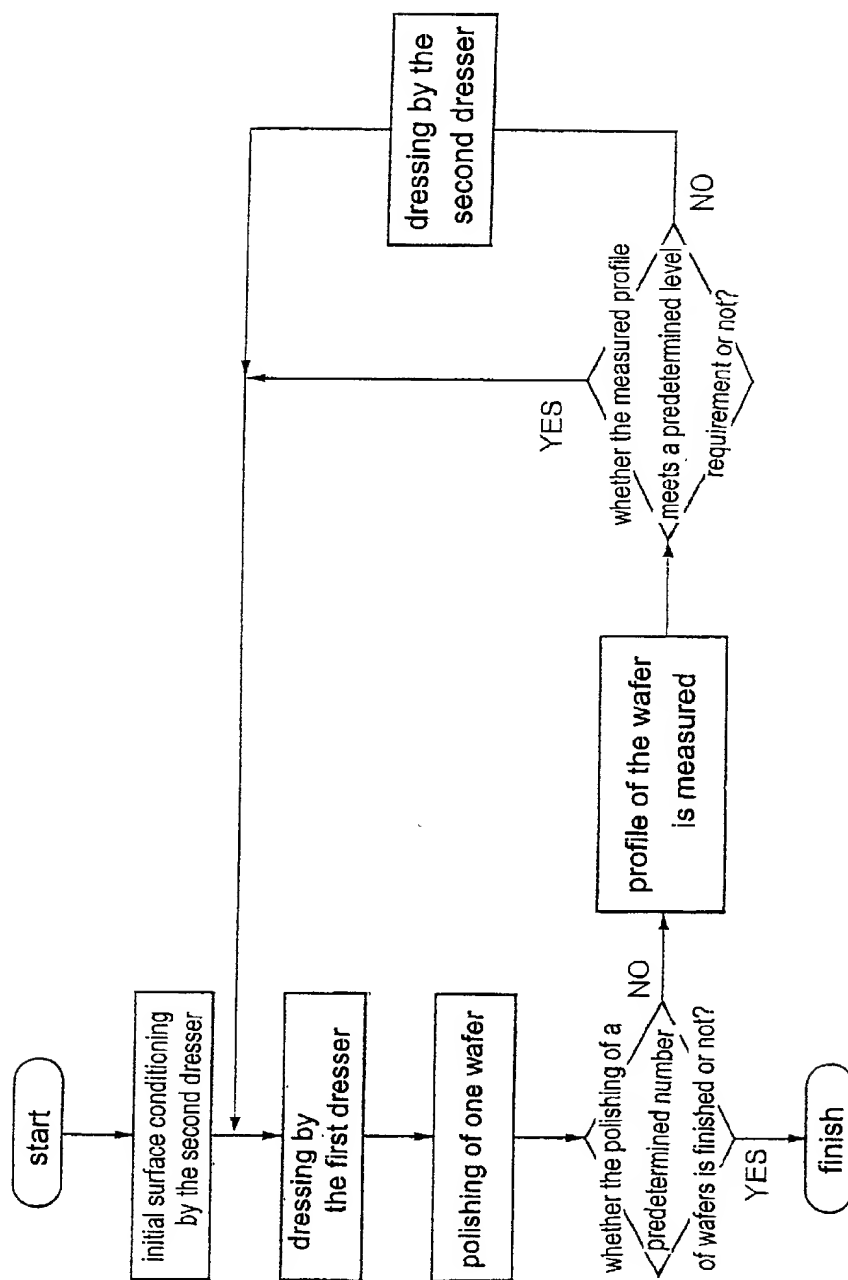 start
initial surface conditioning
by the second dresser
dressing by
the first dresser
polishing of one wafer
whether the polishing of a
predetermined number
of wafers is finished or not?
NO
YES
finish
profile of the wafer
is measured
whether the measured profile
meets a predetermined level
requirement or not?
YES
NO
dressing by the
second dresser